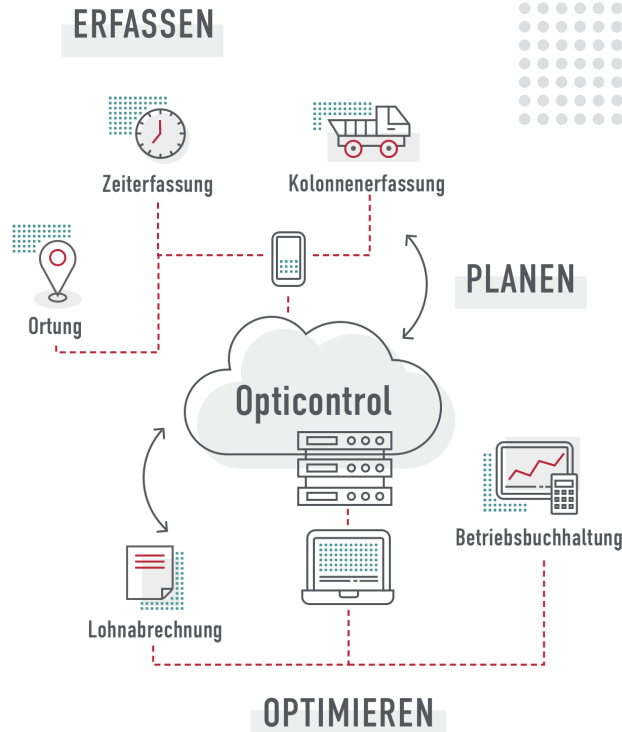 ERFASSEN
Zeiterfassung
Kolonnenerfassung
Ortung
PLANEN
Opticontrol
Betriebsbuchhaltung
Lohnabrechnung
OPTIMIEREN